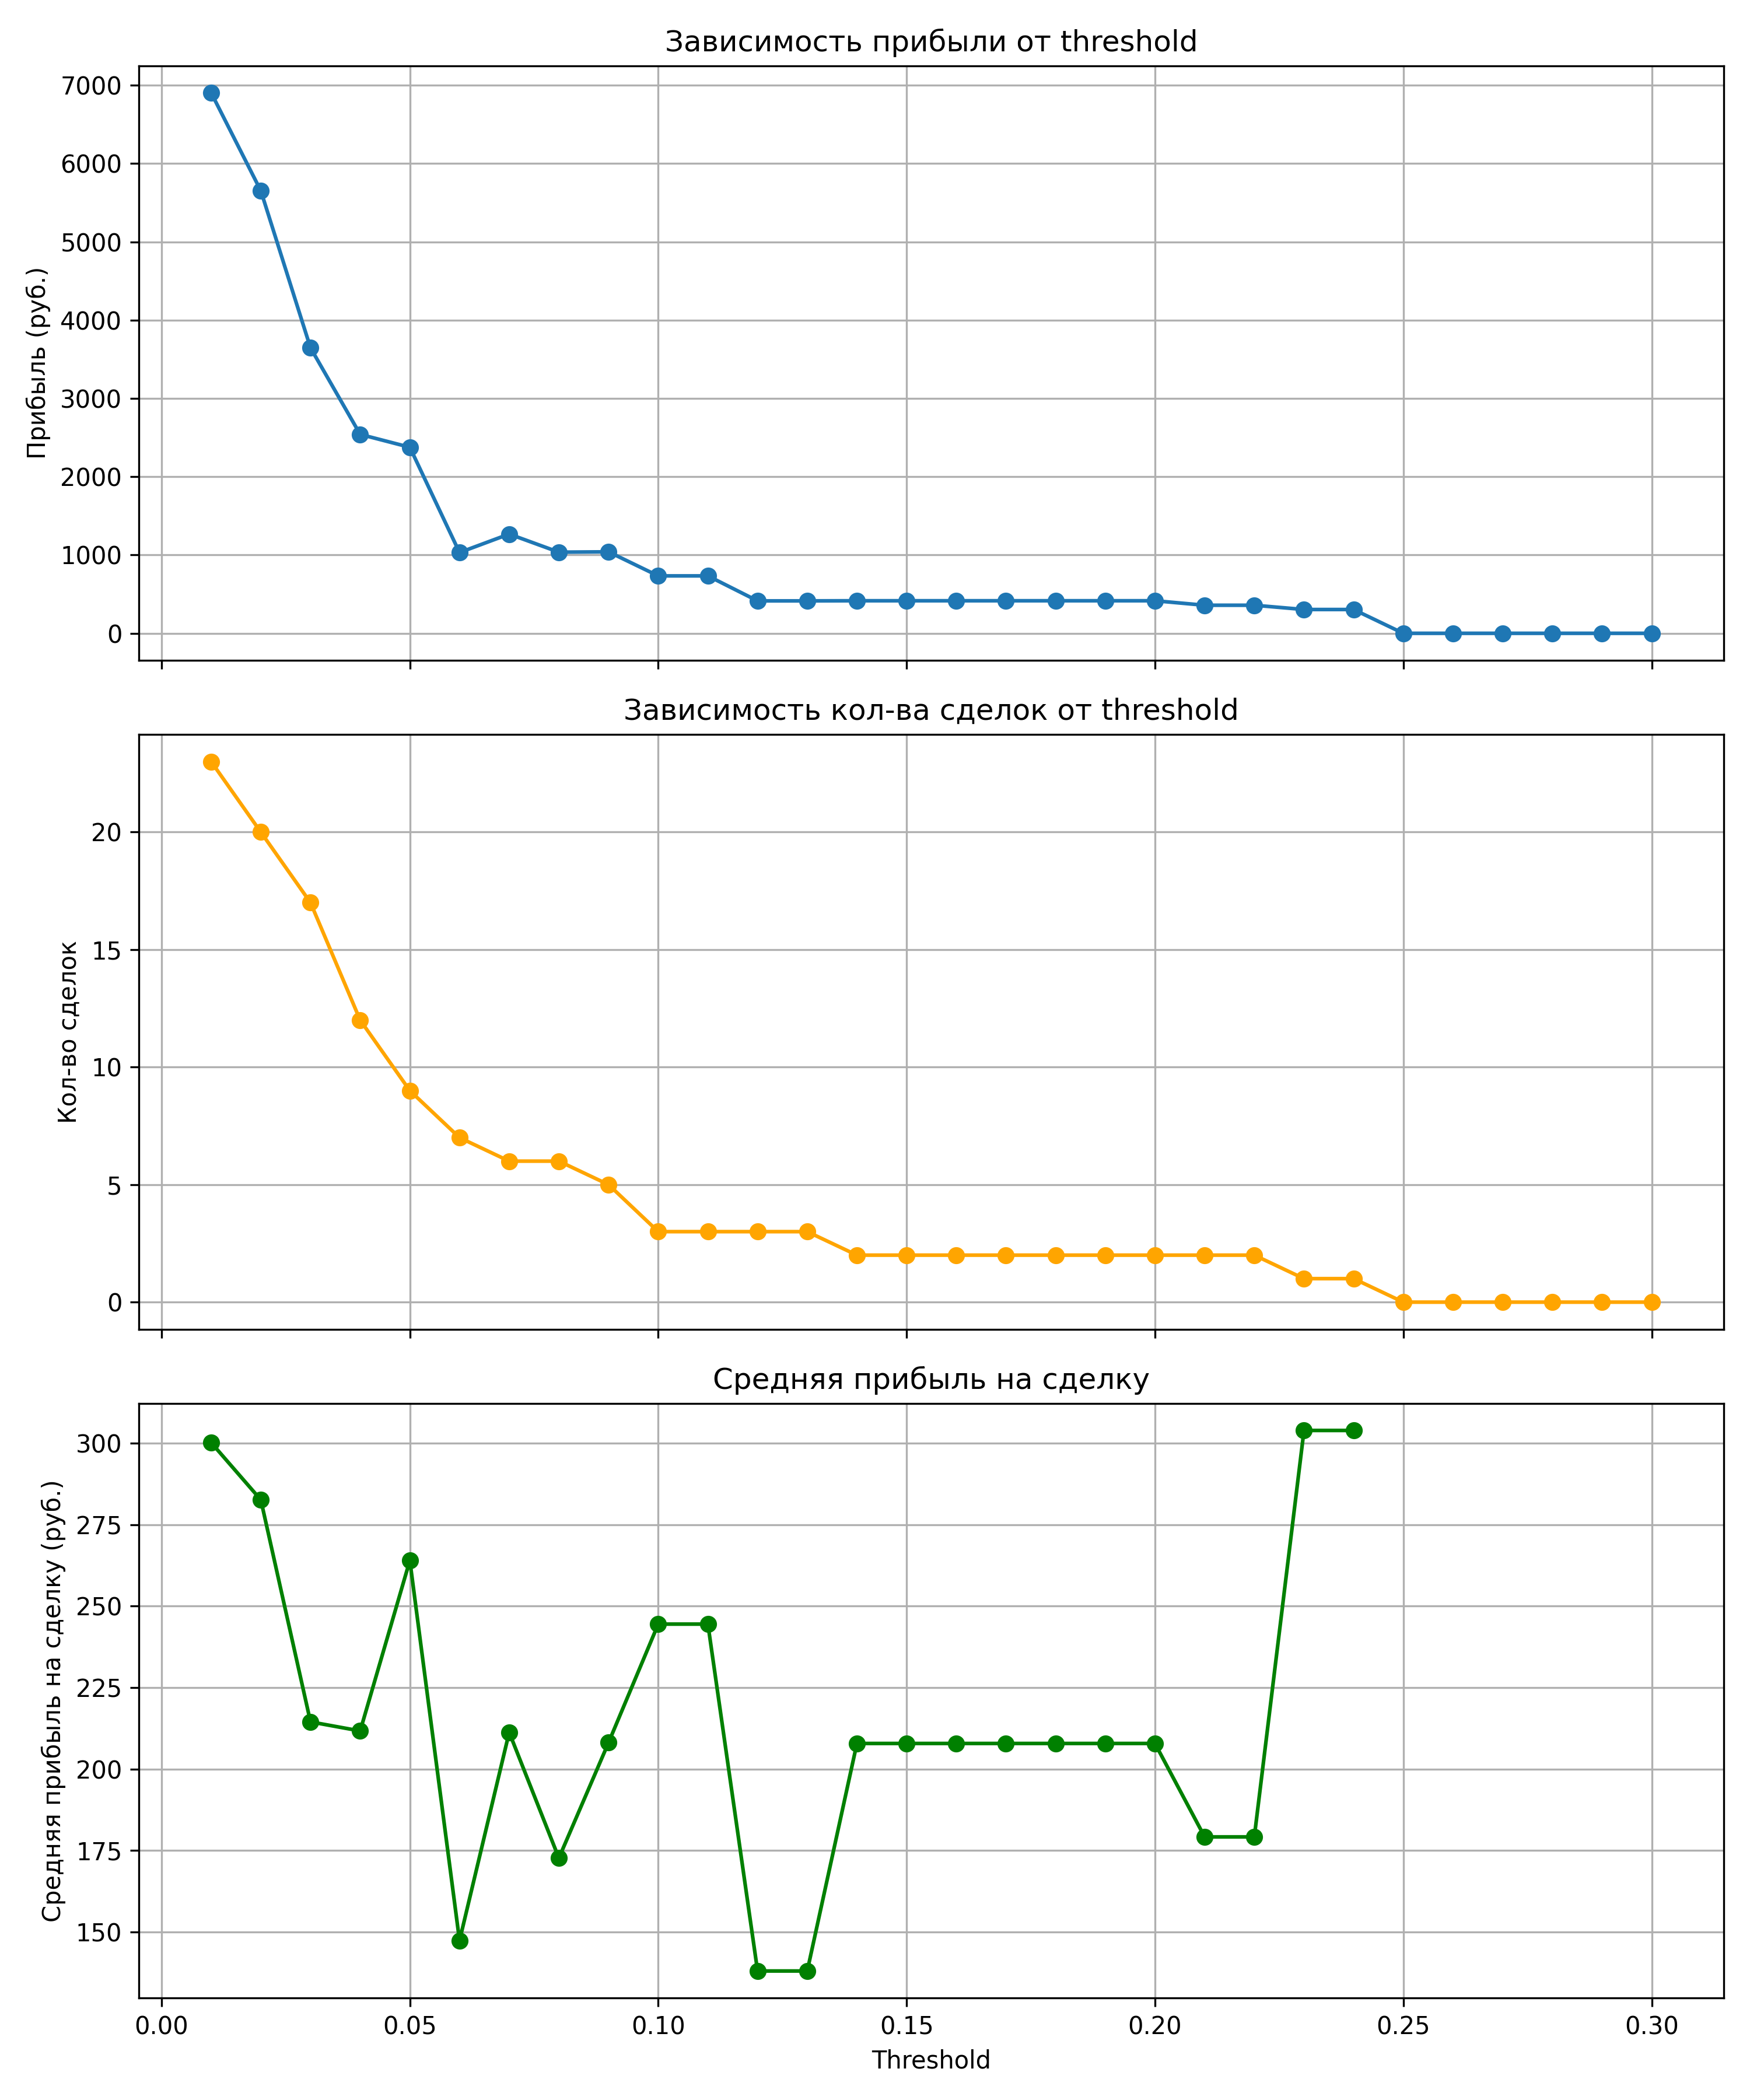 Зависимость прибыли от threshold
Прибыль (руб.)
7000
6000
5000
4000
3000
2000
1000
0
Зависимость кол-ва сделок от threshold
Кол-во сделок
20
15
10
5
0
Средняя прибыль на сделку
Средняя прибыль на сделку (руб.)
300
275
250
225
200
175
150
0.00 0.05 0.10 0.15 0.20 0.25 0.30
Threshold